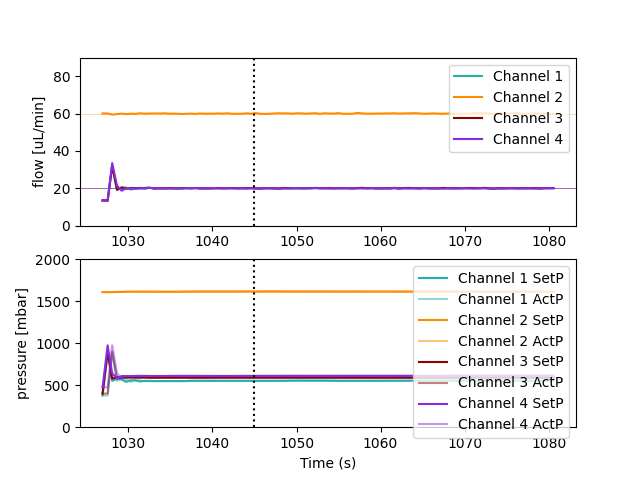 flow [uL/min]
80
60
40
20
0
Channel 1
Channel 2
Channel 3
Channel 4
1030 1040 1050 1060 1070 1080
pressure [mbar]
2000
1500
1000
500
0
Channel 1 SetP
Channel 1 ActP
Channel 2 SetP
Channel 2 ActP
Channel 3 SetP
Channel 3 ActP
Channel 4 SetP
Channel 4 ActP
1030 1040 1050 1060 1070 1080
Time (s)